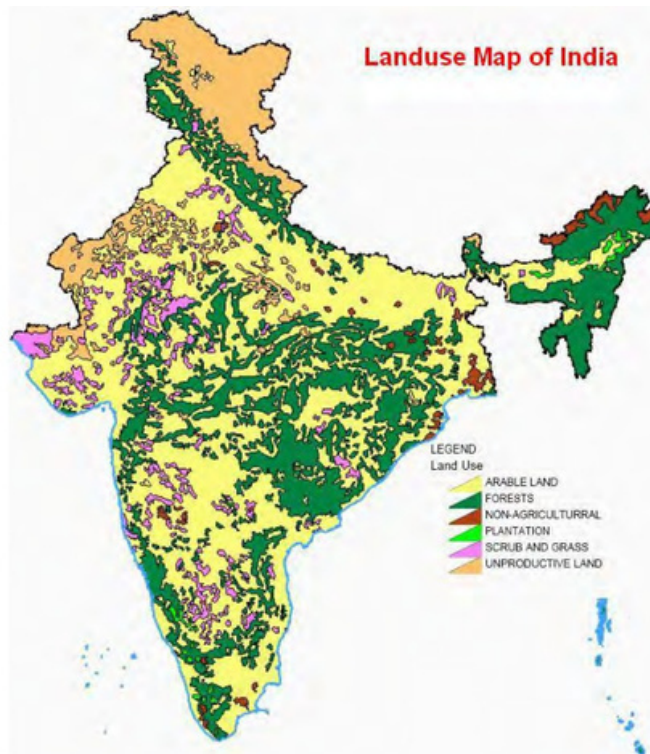 Landuse Map of India
LEGEND
Land Use
ARABLE LAND
FORESTS
NON-AGRICULTURRAL
PLANTATION
SCRUB AND GRASS
UNPRODUCTIVE LAND